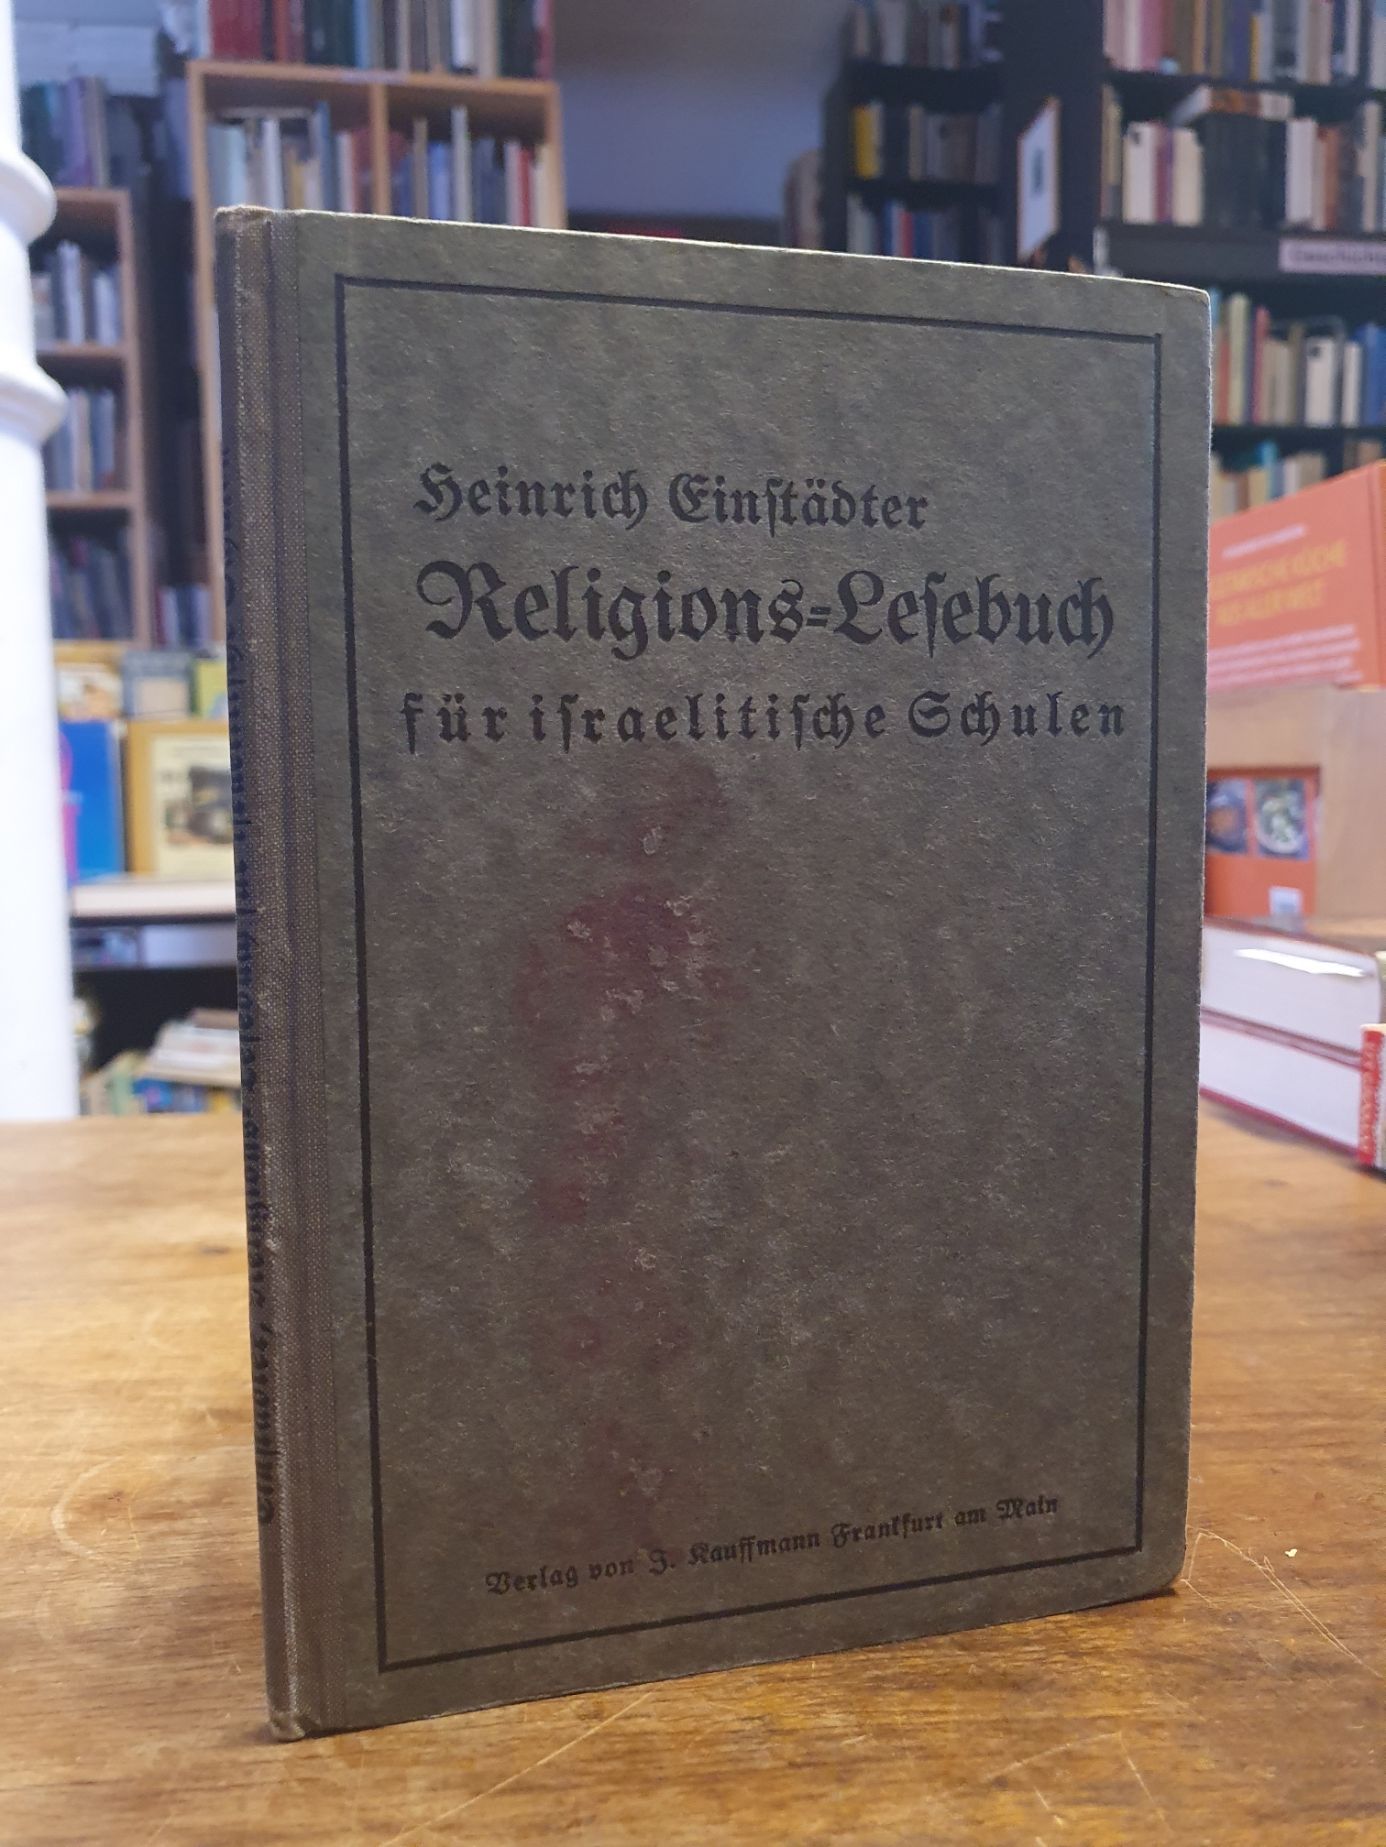 Heinrich Einſtädter
Religions=Leſebuch
für iſraelitiſche Schulen
Verlag von J. Kauffmann Frankfurt am Main